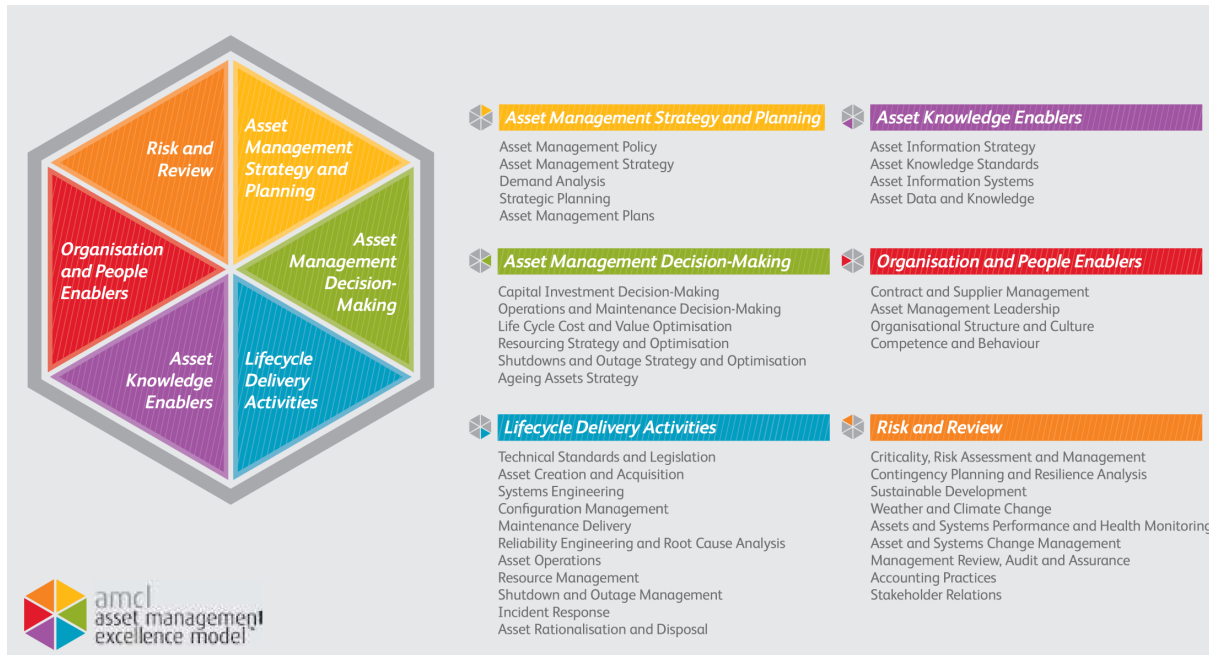 Risk and
Review
Asset
Management
Strategy and
Planning
Organisation
and People
Enablers
Asset
Management
Decision-
Making
Asset
Knowledge
Enablers
Lifecycle
Delivery
Activities
amcl
asset management
excellence model
Asset Management Strategy and Planning
Asset Management Policy
Asset Management Strategy
Demand Analysis
Strategic Planning
Asset Management Plans
Asset Management Decision-Making
Capital Investment Decision-Making
Operations and Maintenance Decision-Making
Life Cycle Cost and Value Optimisation
Resourcing Strategy and Optimisation
Shutdowns and Outage Strategy and Optimisation
Ageing Assets Strategy
Lifecycle Delivery Activities
Technical Standards and Legislation
Asset Creation and Acquisition
Systems Engineering
Configuration Management
Maintenance Delivery
Reliability Engineering and Root Cause Analysis
Asset Operations
Resource Management
Shutdown and Outage Management
Incident Response
Asset Rationalisation and Disposal
Asset Knowledge Enablers
Asset Information Strategy
Asset Knowledge Standards
Asset Information Systems
Asset Data and Knowledge
Organisation and People Enablers
Contract and Supplier Management
Asset Management Leadership
Organisational Structure and Culture
Competence and Behaviour
Risk and Review
Criticality, Risk Assessment and Management
Contingency Planning and Resilience Analysis
Sustainable Development
Weather and Climate Change
Assets and Systems Performance and Health Monitoring
Asset and Systems Change Management
Management Review, Audit and Assurance
Accounting Practices
Stakeholder Relations